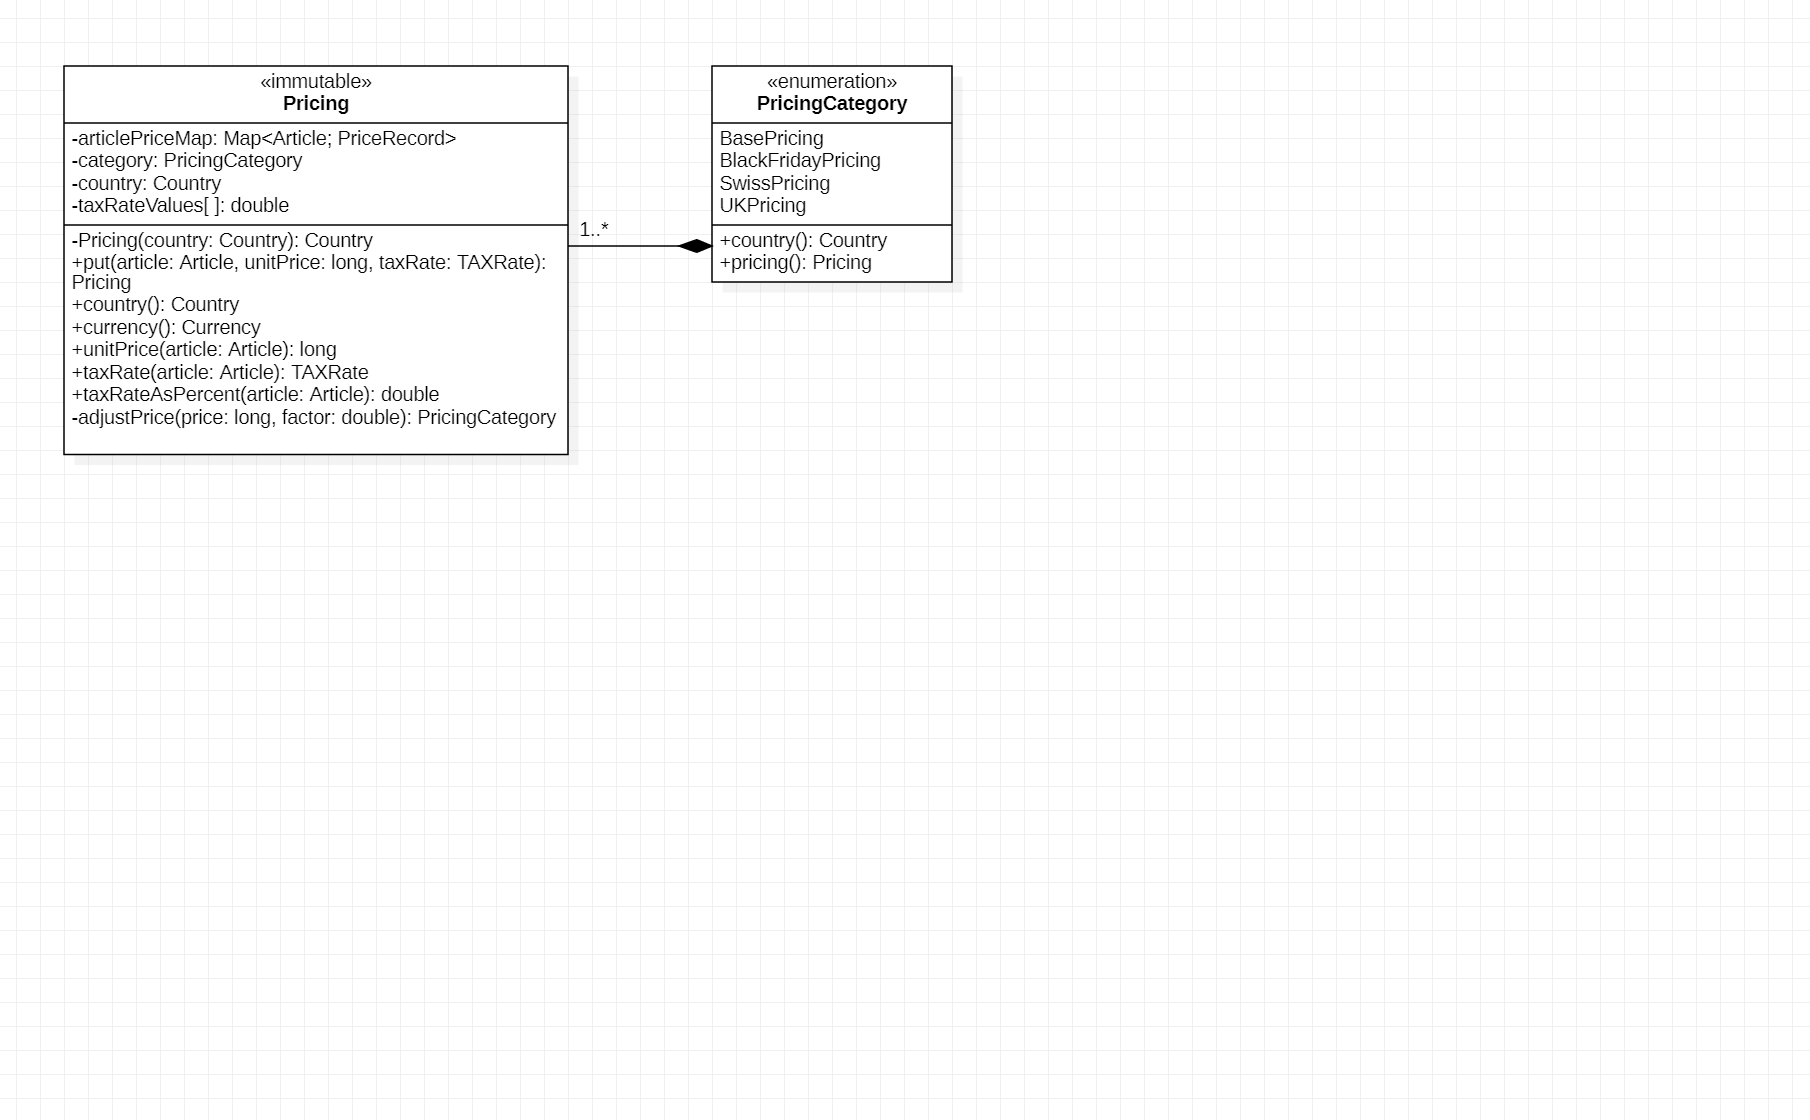 «immutable»
Pricing
-articlePriceMap: Map<Article; PriceRecord>
-category: PricingCategory
-country: Country
-taxRateValues[ ]: double
-Pricing(country: Country): Country
+put(article: Article, unitPrice: long, taxRate: TAXRate):
Pricing
+country(): Country
+currency(): Currency
+unitPrice(article: Article): long
+taxRate(article: Article): TAXRate
+taxRateAsPercent(article: Article): double
-adjustPrice(price: long, factor: double): PricingCategory
1..*
«enumeration»
PricingCategory
BasePricing
BlackFridayPricing
SwissPricing
UKPricing
+country(): Country
+pricing(): Pricing